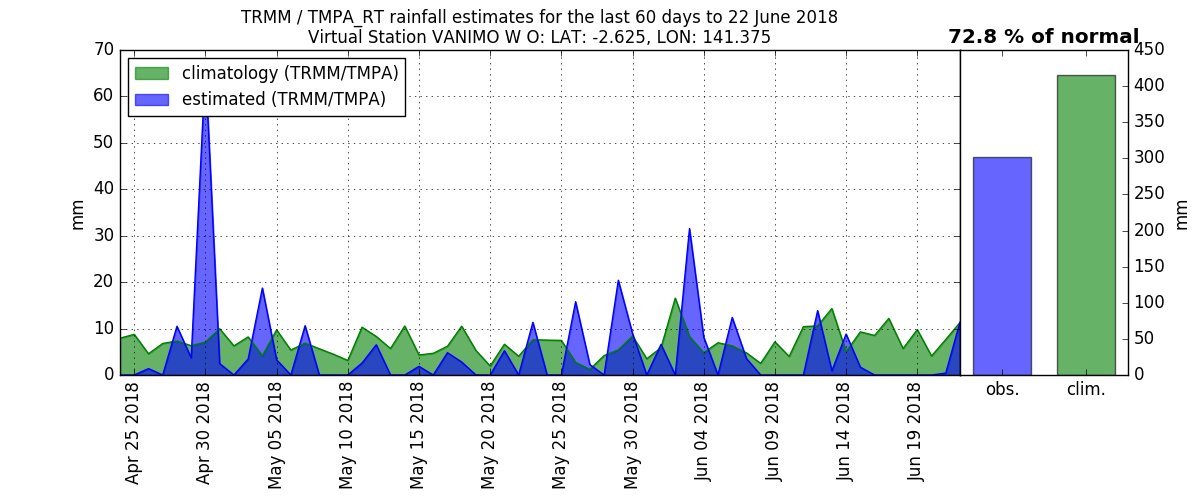 TRMM / TMPA_RT rainfall estimates for the last 60 days to 22 June 2018
Virtual Station VANIMO W O: LAT: -2.625, LON: 141.375
72.8 % of normal
climatology (TRMM/TMPA)
estimated (TRMM/TMPA)
70
60
50
40
30
20
10
0
mm
Apr 25 2018
Apr 30 2018
May 05 2018
May 10 2018
May 15 2018
May 20 2018
May 25 2018
May 30 2018
Jun 04 2018
Jun 09 2018
Jun 14 2018
Jun 19 2018
450
400
350
300
250
200
150
100
50
0
mm
obs.
clim.